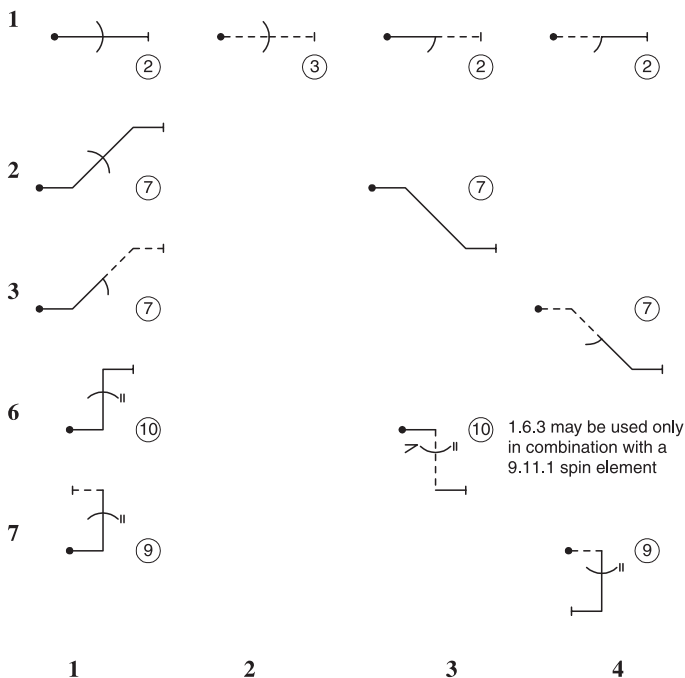 1
2 3 2 2
2
7 7
3
7 7
6
10 10 1.6.3 may be used only
in combination with a
9.11.1 spin element
7
9 9
1 2 3 4